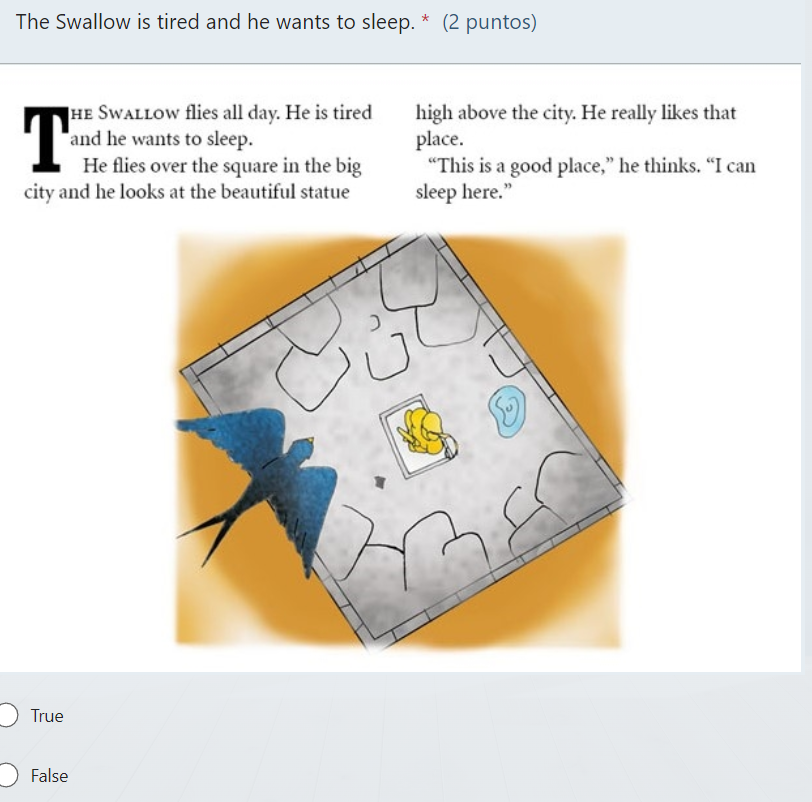 The Swallow is tired and he wants to sleep. * (2 puntos)
THE SWALLOW flies all day. He is tired
and he wants to sleep.
He flies over the square in the big
city and he looks at the beautiful statue
high above the city. He really likes that
place.
“This is a good place,” he thinks. “I can
sleep here.”
True
False